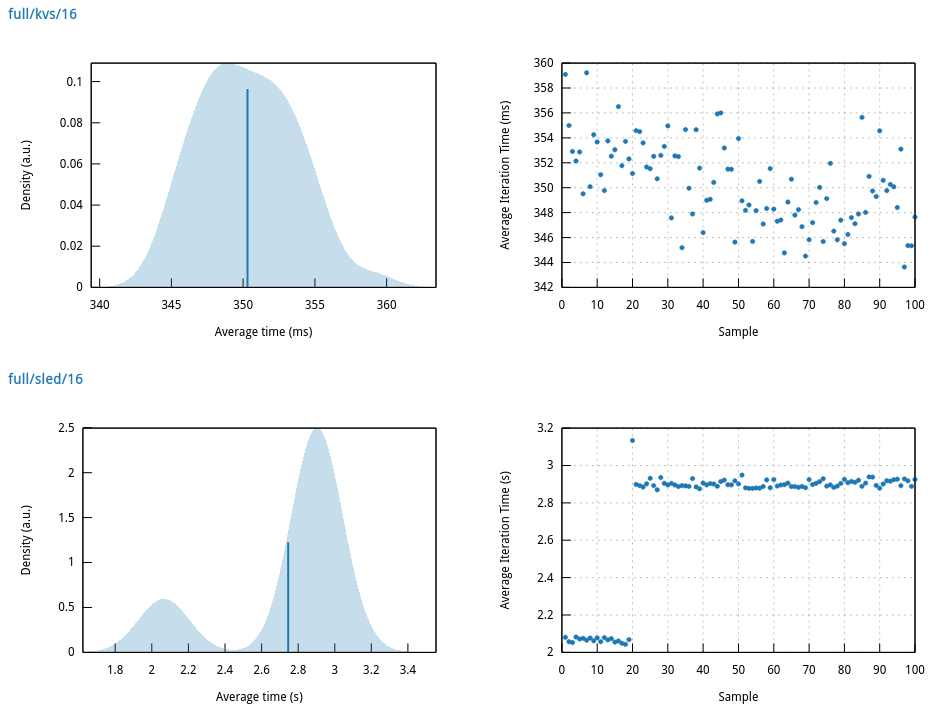 full/kvs/16
Density (a.u.)
0.1
0.08
0.06
0.04
0.02
0
340 345 350 355 360
Average time (ms)
Average Iteration Time (ms)
360
358
356
354
352
350
348
346
344
342
0 10 20 30 40 50 60 70 80 90 100
Sample
full/sled/16
Density (a.u.)
2.5
2
1.5
1
0.5
0
1.8 2 2.2 2.4 2.6 2.8 3 3.2 3.4
Average time (s)
Average Iteration Time (s)
3.2
3
2.8
2.6
2.4
2.2
2
0 10 20 30 40 50 60 70 80 90 100
Sample